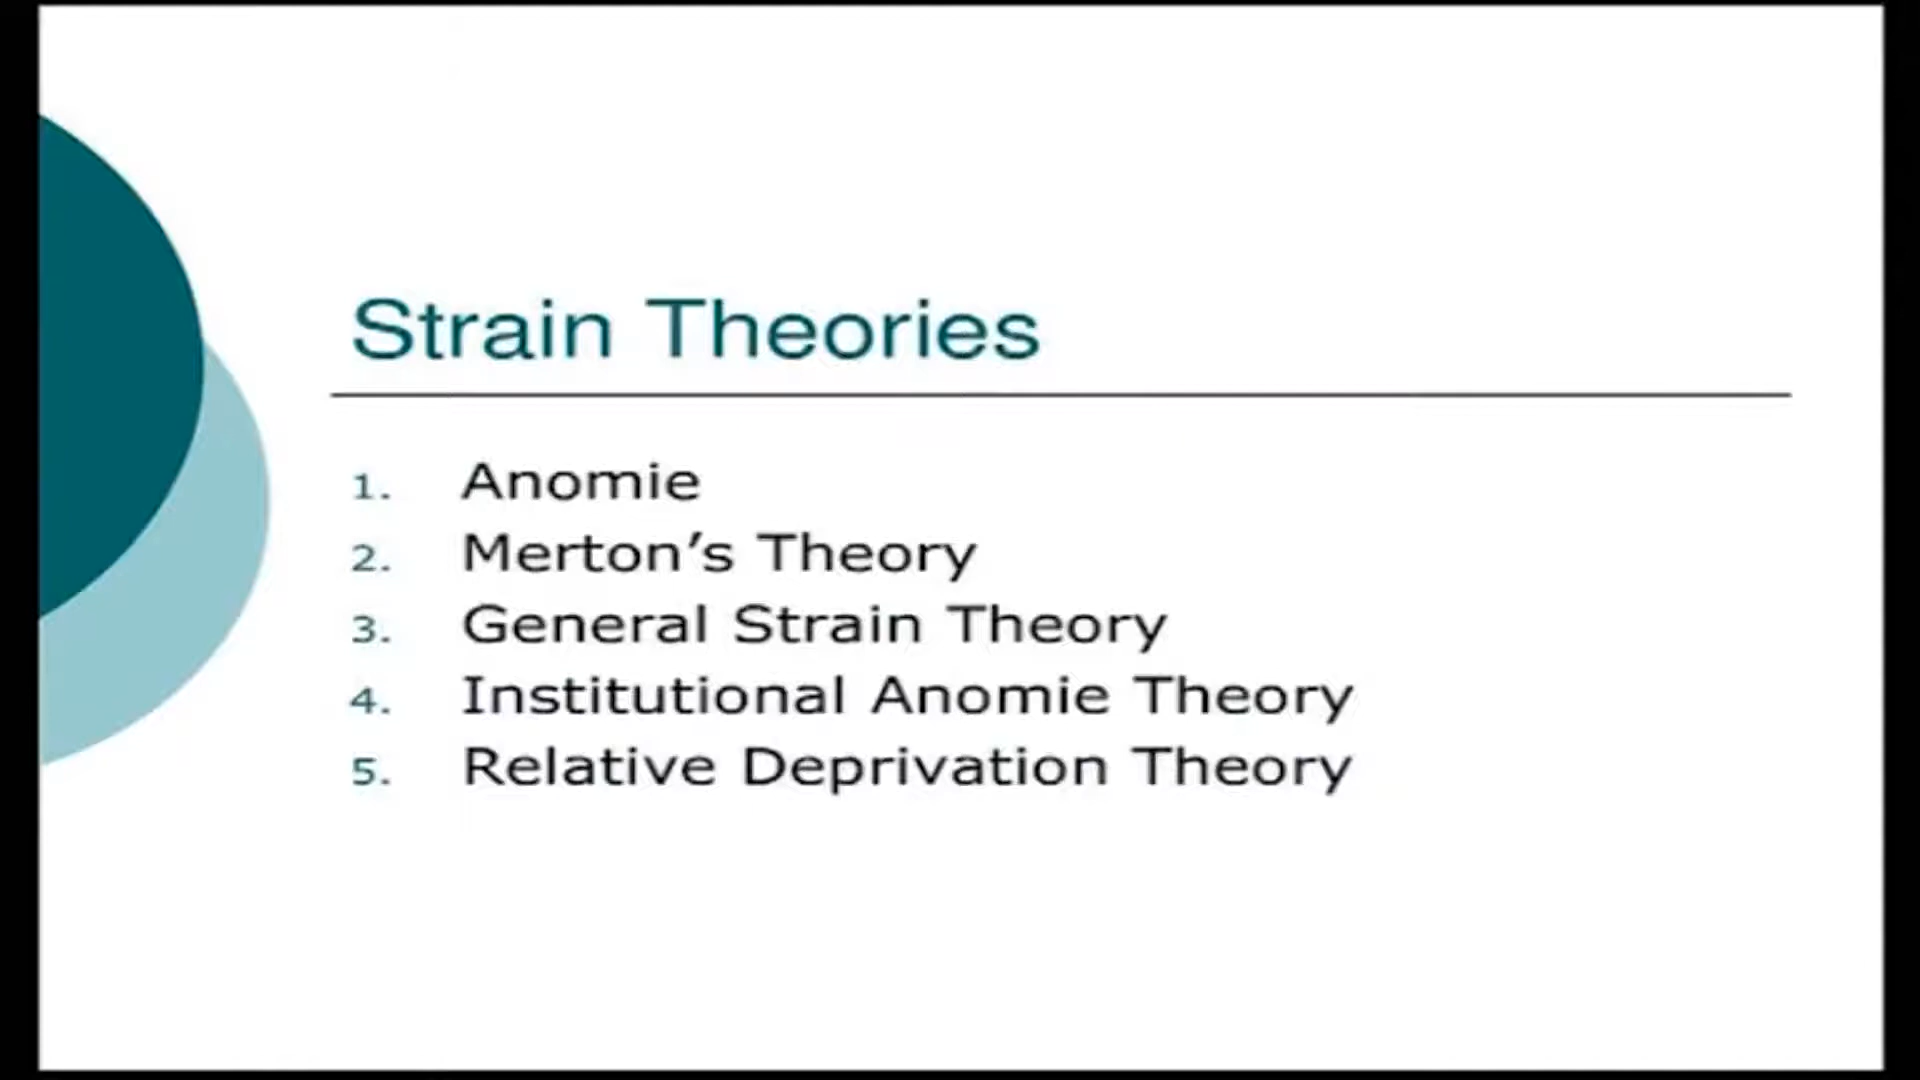 Strain Theories
1. Anomie
2. Merton’s Theory
3. General Strain Theory
4. Institutional Anomie Theory
5. Relative Deprivation Theory